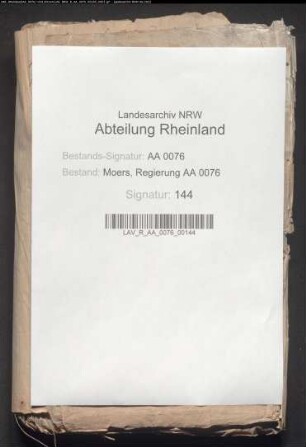 Landesarchiv NRW
Abteilung Rheinland
Bestands-Signatur: AA 0076
Bestand: Moers, Regierung AA 0076
Signatur: 144
LAV_R_AA_0076_00144